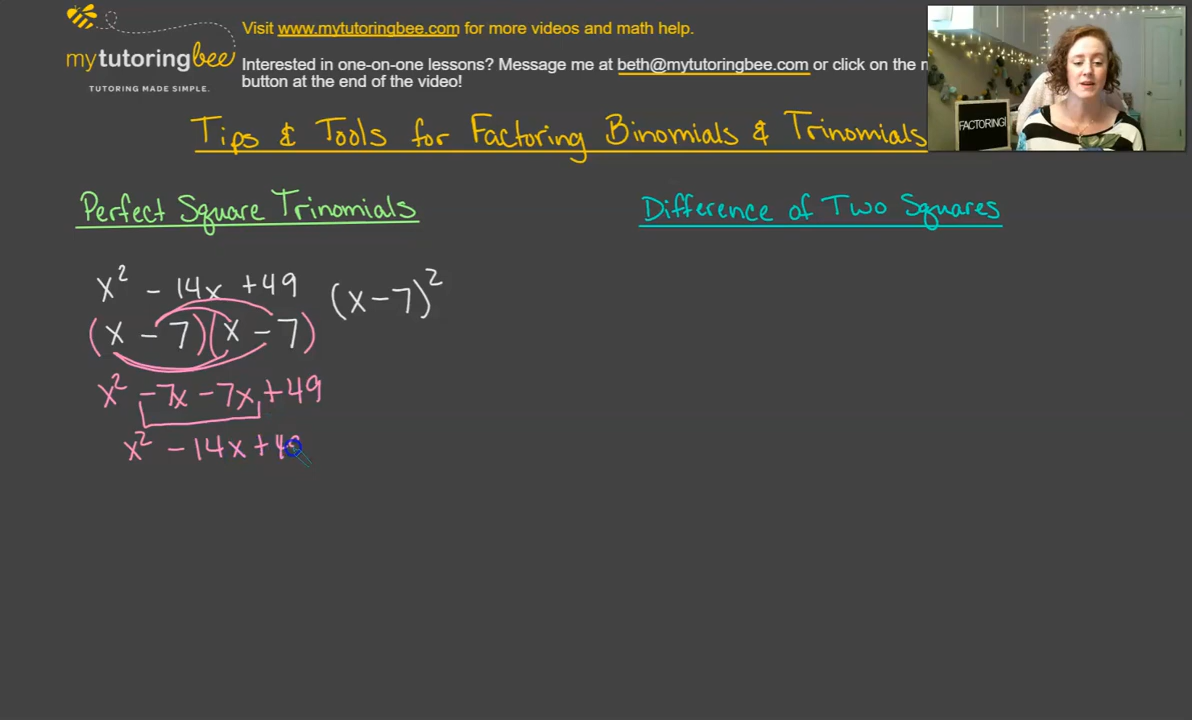 Visit www.mytutoringbee.com for more videos and math help.
mytutoringbee
TUTORING MADE SIMPLE.
Interested in one-on-one lessons? Message me at beth@mytutoringbee.com or click on the
button at the end of the video!
FACTORING!
Tips & Tools for Factoring Binomials & Trinomials
Perfect Square Trinomials
Difference of Two Squares
x² - 14x + 49
(x - 7)²
(x - 7)(x - 7)
x² - 7x - 7x + 49
x² - 14x + 49